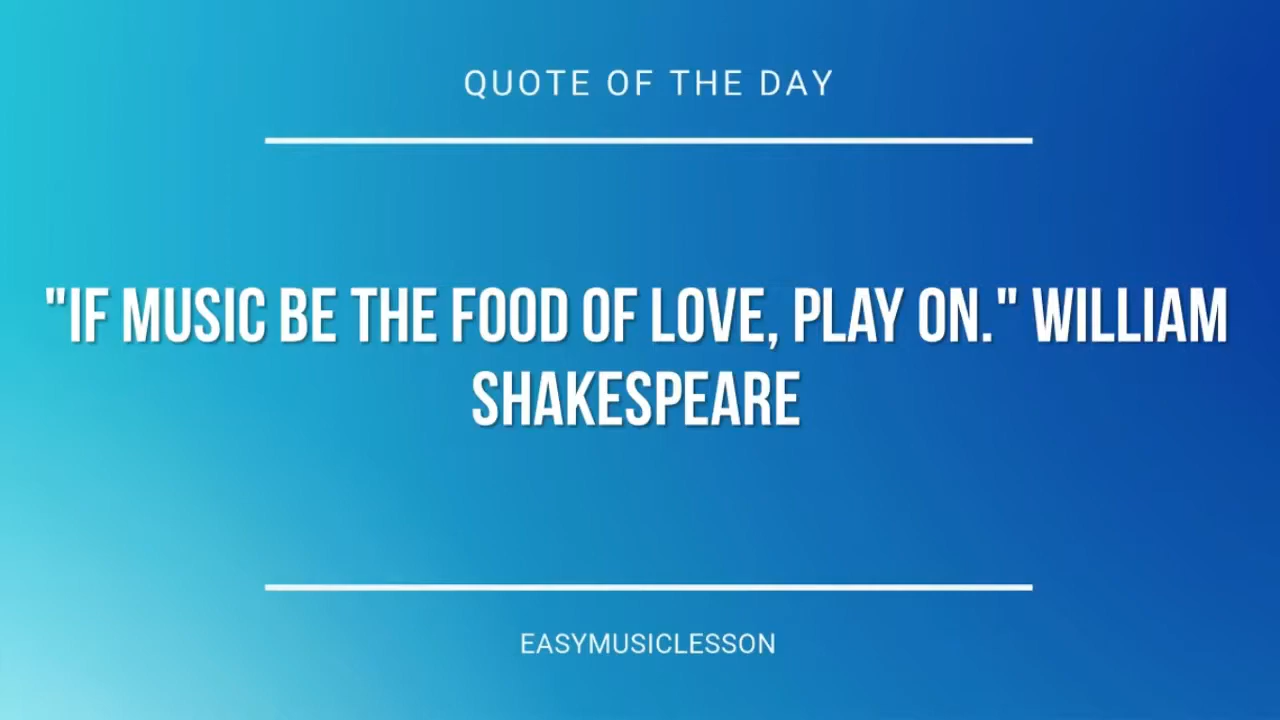 QUOTE OF THE DAY
"IF MUSIC BE THE FOOD OF LOVE, PLAY ON." WILLIAM
SHAKESPEARE
EASYMUSICLESSON